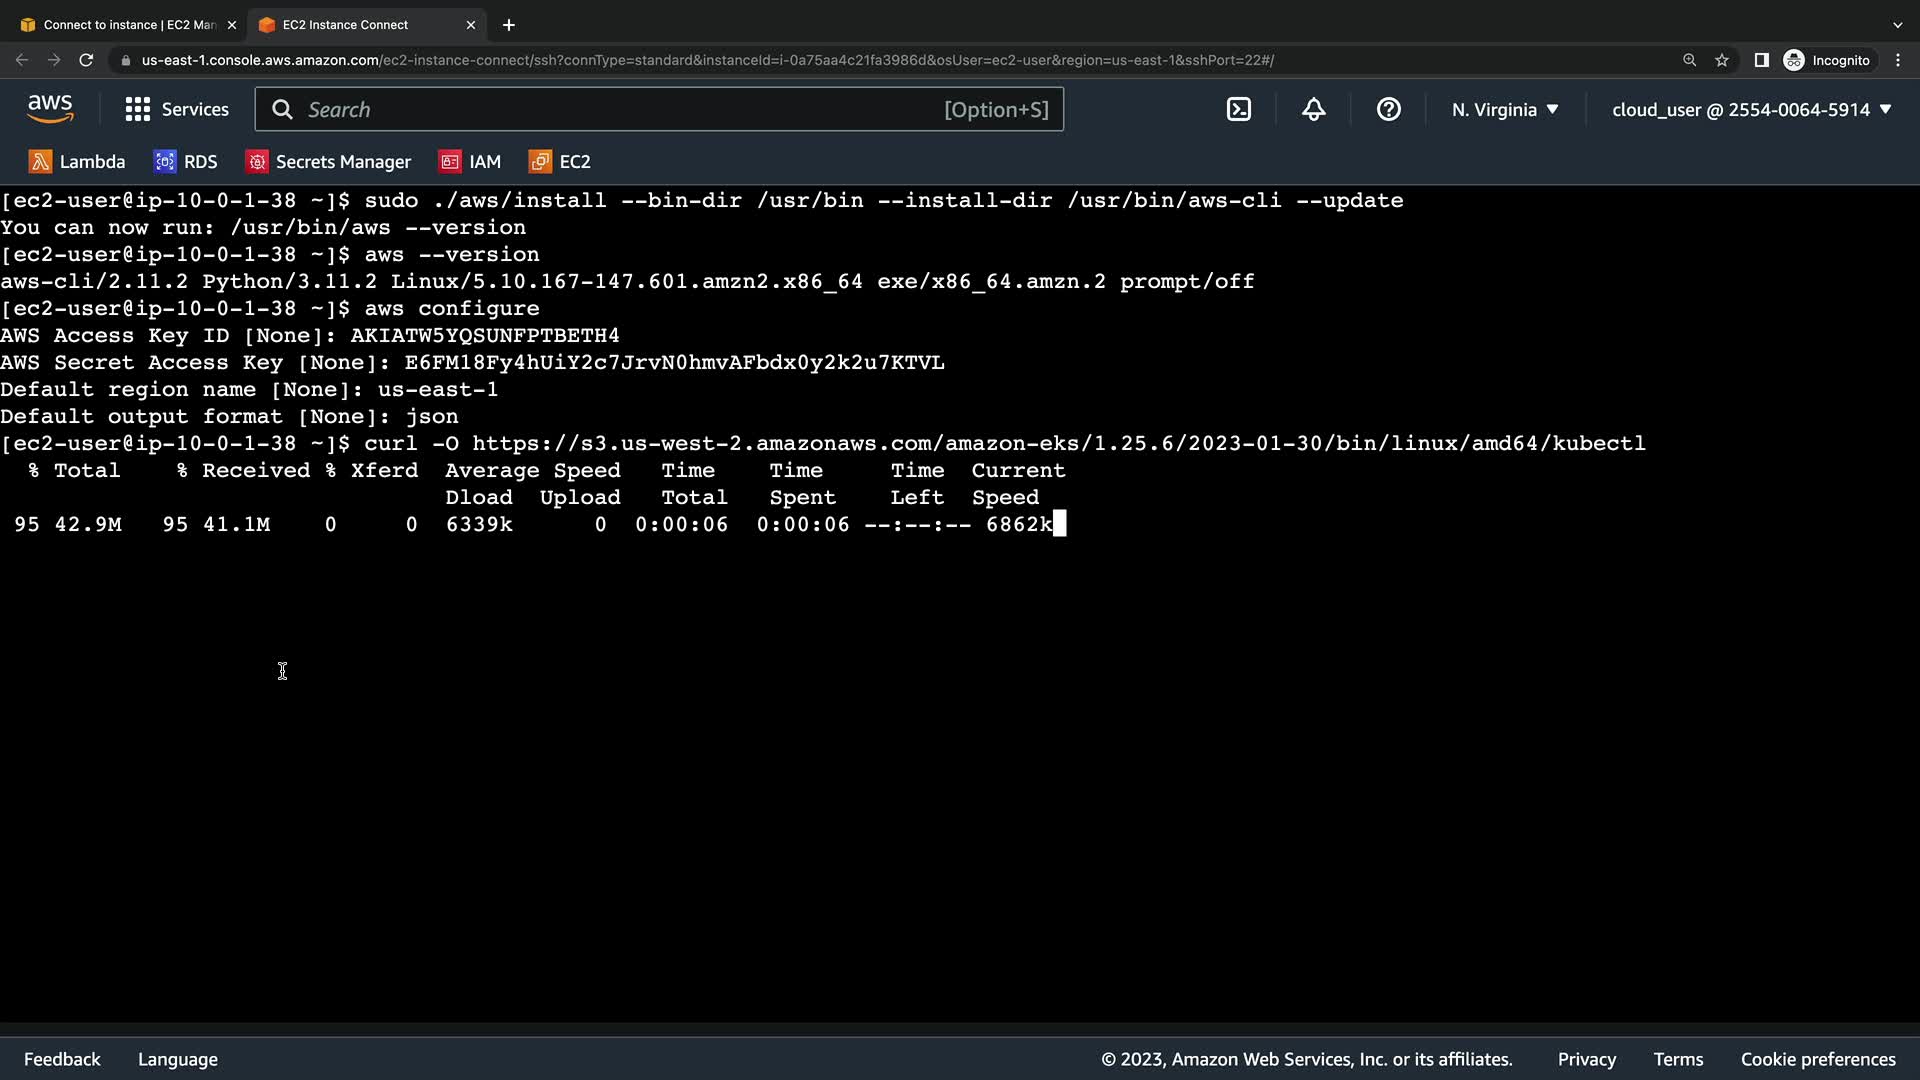 Connect to instance | EC2 Man
EC2 Instance Connect
us-east-1.console.aws.amazon.com/ec2-instance-connect/ssh?connType=standard&instanceId=i-0a75aa4c21fa3986d&osUser=ec2-user&region=us-east-1&sshPort=22#/
Incognito
aws
Services
Search
[Option+S]
N. Virginia
cloud_user @ 2554-0064-5914
Lambda
RDS
Secrets Manager
IAM
EC2
[ec2-user@ip-10-0-1-38 ~]$ sudo ./aws/install --bin-dir /usr/bin --install-dir /usr/bin/aws-cli --update
You can now run: /usr/bin/aws --version
[ec2-user@ip-10-0-1-38 ~]$ aws --version
aws-cli/2.11.2 Python/3.11.2 Linux/5.10.167-147.601.amzn2.x86_64 exe/x86_64.amzn.2 prompt/off
[ec2-user@ip-10-0-1-38 ~]$ aws configure
AWS Access Key ID [None]: AKIATW5YQSUNFPTBETH4
AWS Secret Access Key [None]: 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
Default region name [None]: us-east-1
Default output format [None]: json
[ec2-user@ip-10-0-1-38 ~]$ curl -O https://s3.us-west-2.amazonaws.com/amazon-eks/1.25.6/2023-01-30/bin/linux/amd64/kubectl
% Total    % Received % Xferd  Average Speed   Time    Time     Time  Current
Dload  Upload   Total   Spent    Left  Speed
95 42.9M   95 41.1M    0     0  6339k      0  0:00:06  0:00:06 --:--:-- 6862k
Feedback
Language
© 2023, Amazon Web Services, Inc. or its affiliates.
Privacy
Terms
Cookie preferences